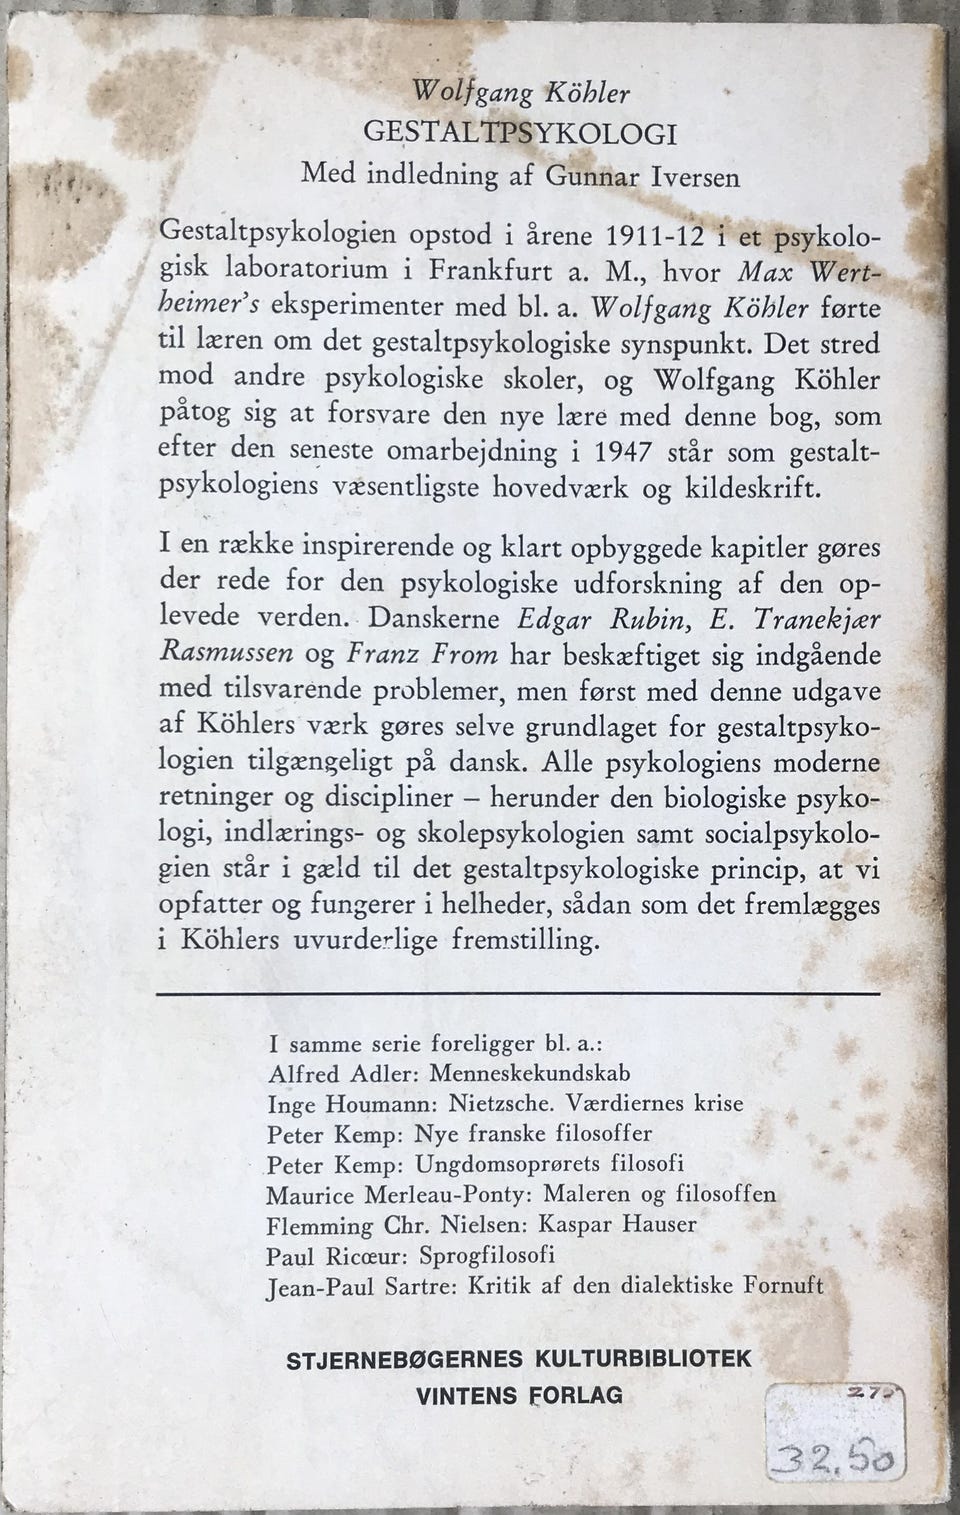 Wolfgang Köhler
GESTALTPSYKOLOGI
Med indledning af Gunnar Iversen
Gestaltpsykologien opstod i årene 1911-12 i et psykolo-
gisk laboratorium i Frankfurt a. M., hvor Max Wert-
heimer's eksperimenter med bl. a. Wolfgang Köhler førte
til læren om det gestaltpsykologiske synspunkt. Det stred
mod andre psykologiske skoler, og Wolfgang Köhler
påtog sig at forsvare den nye lære med denne bog, som
efter den seneste omarbejdning i 1947 står som gestalt-
psykologiens væsentligste hovedværk og kildeskrift.
I en række inspirerende og klart opbyggede kapitler gøres
der rede for den psykologiske udforskning af den op-
levede verden. Danskerne Edgar Rubin, E. Tranekjær
Rasmussen og Franz From har beskæftiget sig indgående
med tilsvarende problemer, men først med denne udgave
af Köhlers værk gøres selve grundlaget for gestaltpsyko-
logien tilgængeligt på dansk. Alle psykologiens moderne
retninger og discipliner – herunder den biologiske psyko-
logi, indlærings- og skolepsykologien samt socialpsykolo-
gien står i gæld til det gestaltpsykologiske princip, at vi
opfatter og fungerer i helheder, sådan som det fremlægges
i Köhlers uvurderlige fremstilling.
I samme serie foreligger bl. a.:
Alfred Adler: Menneskekundskab
Inge Houmann: Nietzsche. Værdiernes krise
Peter Kemp: Nye franske filosoffer
Peter Kemp: Ungdomsoprørets filosofi
Maurice Merleau-Ponty: Maleren og filosoffen
Flemming Chr. Nielsen: Kaspar Hauser
Paul Ricœur: Sprogfilosofi
Jean-Paul Sartre: Kritik af den dialektiske Fornuft
STJERNEBØGERNES KULTURBIBLIOTEK
VINTENS FORLAG
32.50